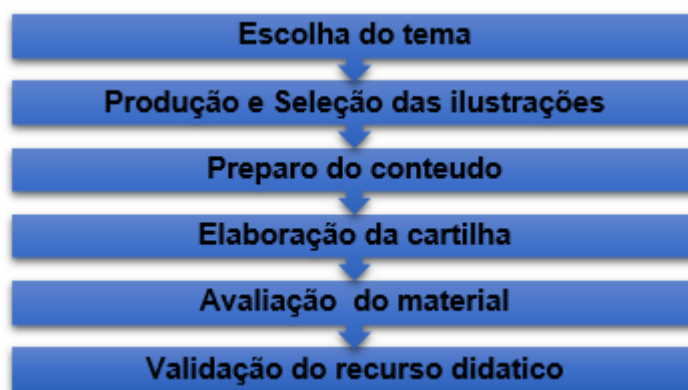 Escolha do tema
Produção e Seleção das ilustrações
Preparo do conteudo
Elaboração da cartilha
Avaliação do material
Validação do recurso didatico